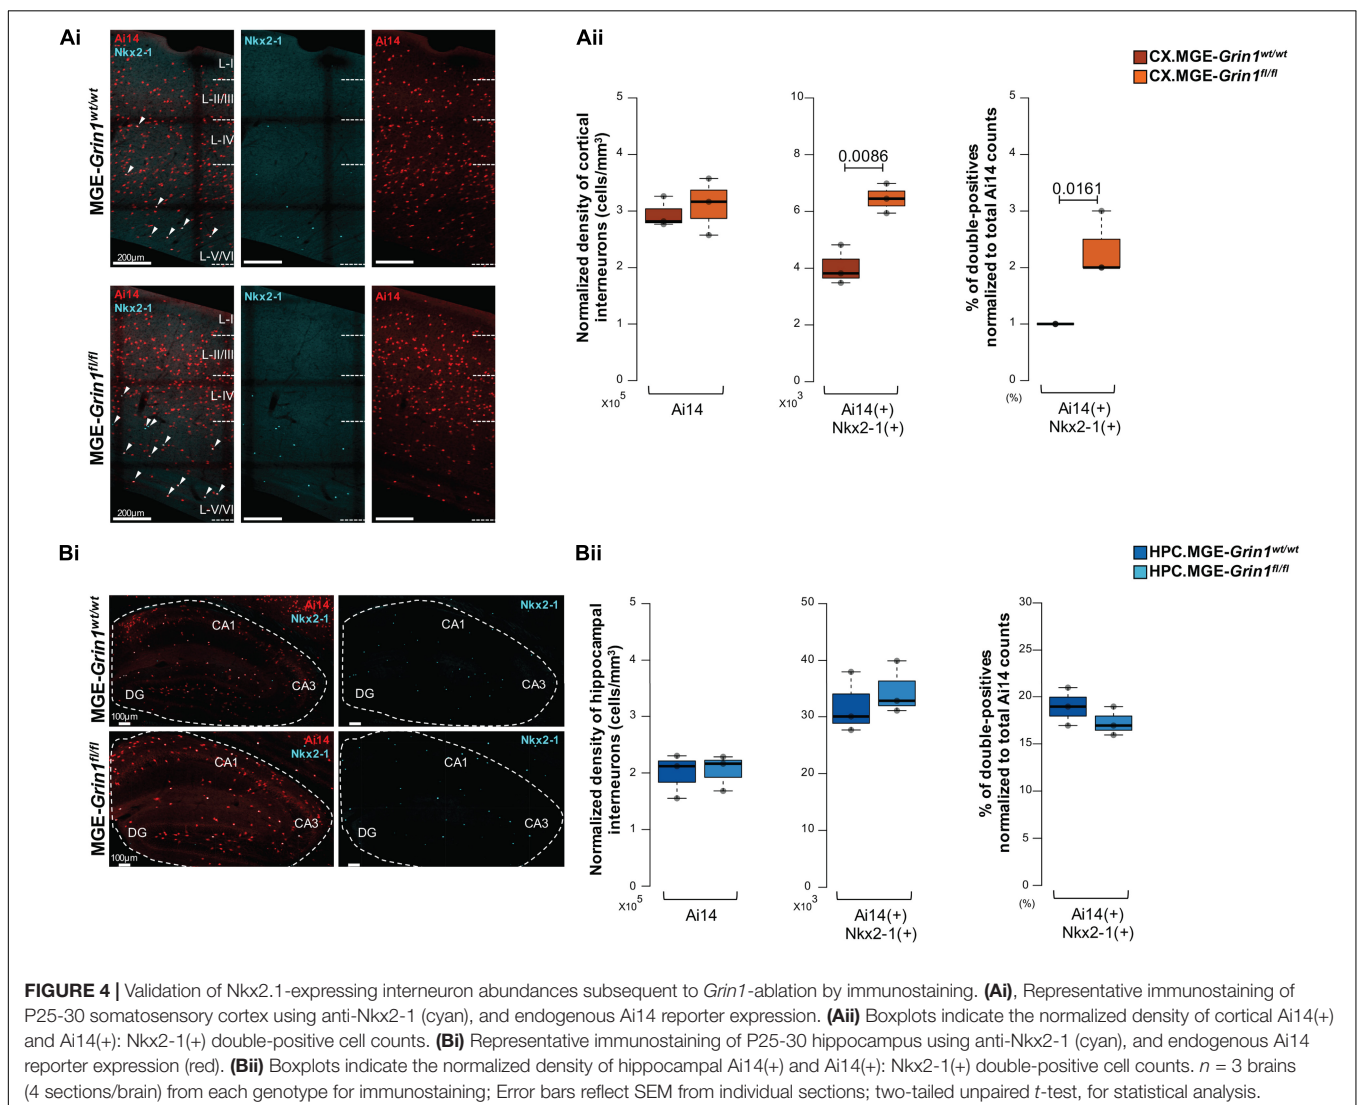 Ai
Ai14
Nkx2-1
Nkx2-1
Ai14
L-I
L-II/III
L-IV
L-V/VI
200µm
MGE-Grin1wt/wt
Ai14
Nkx2-1
Nkx2-1
Ai14
L-I
L-II/III
L-IV
L-V/VI
200µm
MGE-Grin1fl/fl
Aii
CX.MGE-Grin1wt/wt
CX.MGE-Grin1fl/fl
Normalized density of cortical
interneurons (cells/mm³)
5
4
3
2
1
0
X10⁵
Ai14
10
8
6
4
2
0
X10³
0.0086
Ai14(+)
Nkx2-1(+)
% of double-positives
normalized to total Ai14 counts
5
4
3
2
1
0
(%)
0.0161
Ai14(+)
Nkx2-1(+)
Bi
MGE-Grin1wt/wt
Ai14
Nkx2-1
CA1
CA3
DG
100µm
Nkx2-1
CA1
CA3
DG
MGE-Grin1fl/fl
Ai14
Nkx2-1
CA1
CA3
DG
100µm
Nkx2-1
CA1
CA3
DG
Bii
HPC.MGE-Grin1wt/wt
HPC.MGE-Grin1fl/fl
Normalized density of hippocampal
interneurons (cells/mm³)
5
4
3
2
1
0
X10⁵
Ai14
50
40
30
20
10
0
X10³
Ai14(+)
Nkx2-1(+)
% of double-positives
normalized to total Ai14 counts
30
25
20
15
10
5
0
(%)
Ai14(+)
Nkx2-1(+)
FIGURE 4 | Validation of Nkx2.1-expressing interneuron abundances subsequent to Grin1-ablation by immunostaining. (Ai), Representative immunostaining of
P25-30 somatosensory cortex using anti-Nkx2-1 (cyan), and endogenous Ai14 reporter expression. (Aii) Boxplots indicate the normalized density of cortical Ai14(+)
and Ai14(+): Nkx2-1(+) double-positive cell counts. (Bi) Representative immunostaining of P25-30 hippocampus using anti-Nkx2-1 (cyan), and endogenous Ai14
reporter expression (red). (Bii) Boxplots indicate the normalized density of hippocampal Ai14(+) and Ai14(+): Nkx2-1(+) double-positive cell counts. n = 3 brains
(4 sections/brain) from each genotype for immunostaining; Error bars reflect SEM from individual sections; two-tailed unpaired t-test, for statistical analysis.